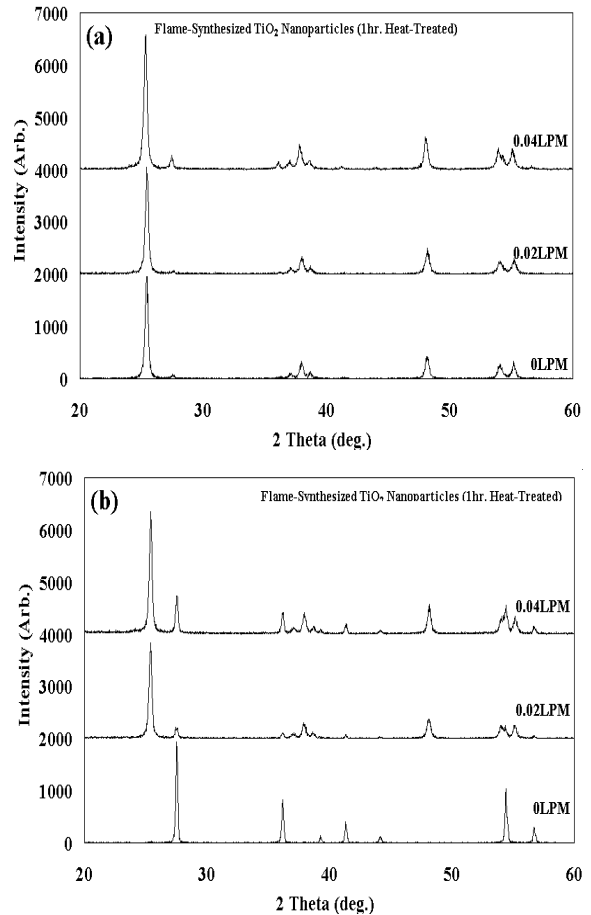 (a)
Flame-Synthesized TiO2 Nanoparticles (1hr. Heat-Treated)
7000
6000
5000
4000
3000
2000
1000
0
Intensity (Arb.)
0.04LPM
0.02LPM
0LPM
20 30 40 50 60
2 Theta (deg.)
(b)
Flame-Synthesized TiO2 Nanoparticles (1hr. Heat-Treated)
7000
6000
5000
4000
3000
2000
1000
0
Intensity (Arb.)
0.04LPM
0.02LPM
0LPM
20 30 40 50 60
2 Theta (deg.)